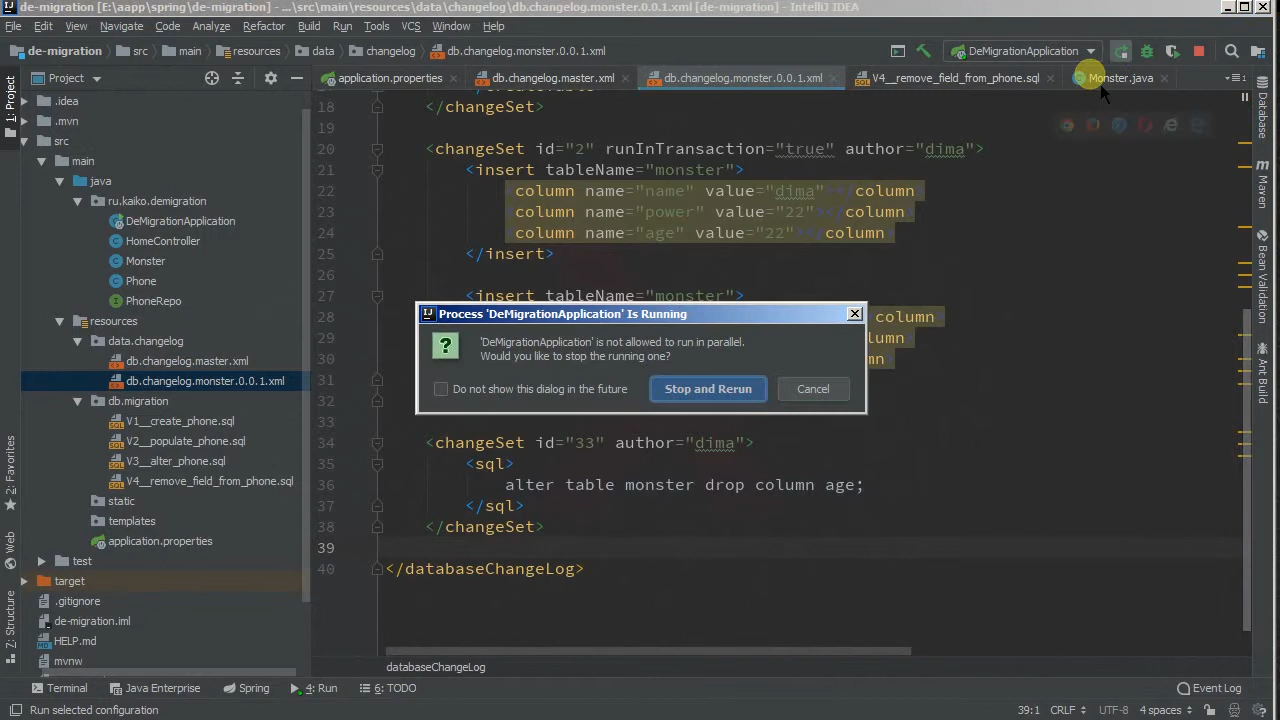 de-migration [E:\aapp\spring\de-migration] - ...\src\main\resources\data\changelog\db.changelog.monster.0.0.1.xml [de-migration] - IntelliJ IDEA
File Edit View Navigate Code Analyze Refactor Build Run Tools VCS Window Help
de-migration src main resources data changelog db.changelog.monster.0.0.1.xml DeMigrationApplication
Project application.properties db.changelog.master.xml db.changelog.monster.0.0.1.xml V4__remove_field_from_phone.sql Monster.java
1: Project
2: Favorites
Web
Z: Structure
.idea
.mvn
src
main
java
ru.kaiko.demigration
DeMigrationApplication
HomeController
Monster
Phone
PhoneRepo
resources
data.changelog
db.changelog.master.xml
db.changelog.monster.0.0.1.xml
db.migration
V1__create_phone.sql
V2__populate_phone.sql
V3__alter_phone.sql
V4__remove_field_from_phone.sql
static
templates
application.properties
test
target
.gitignore
de-migration.iml
HELP.md
mvnw
18 </changeSet>
19
20 <changeSet id="2" runInTransaction="true" author="dima">
21 <insert tableName="monster">
22 <column name="name" value="dima"></column>
23 <column name="power" value="22"></column>
24 <column name="age" value="22"></column>
25 </insert>
26
27 <insert tableName="monster">
28 /column
29 lumn
30 n
31
32
33
34 <changeSet id="33" author="dima">
35 <sql>
36 alter table monster drop column age;
37 </sql>
38 </changeSet>
39
40 </databaseChangeLog>
Process 'DeMigrationApplication' Is Running
'DeMigrationApplication' is not allowed to run in parallel.
Would you like to stop the running one?
Do not show this dialog in the future Stop and Rerun Cancel
Database
Maven
Bean Validation
Ant Build
databaseChangeLog
Terminal Java Enterprise Spring 4: Run 6: TODO Event Log
Run selected configuration 39:1 CRLF UTF-8 4 spaces